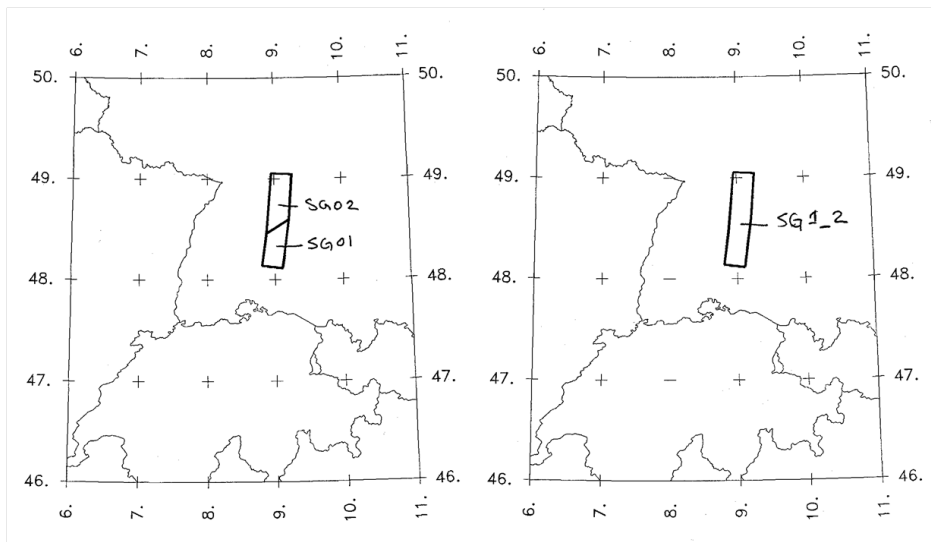 6. 7. 8. 9. 10. 11.
50. 50.
49. 49.
SG02
SG01
48. 48.
47. 47.
46. 46.
6. 7. 8. 9. 10. 11.
6. 7. 8. 9. 10. 11.
50. 50.
49. 49.
SG1_2
48. 48.
47. 47.
46. 46.
6. 7. 8. 9. 10. 11.